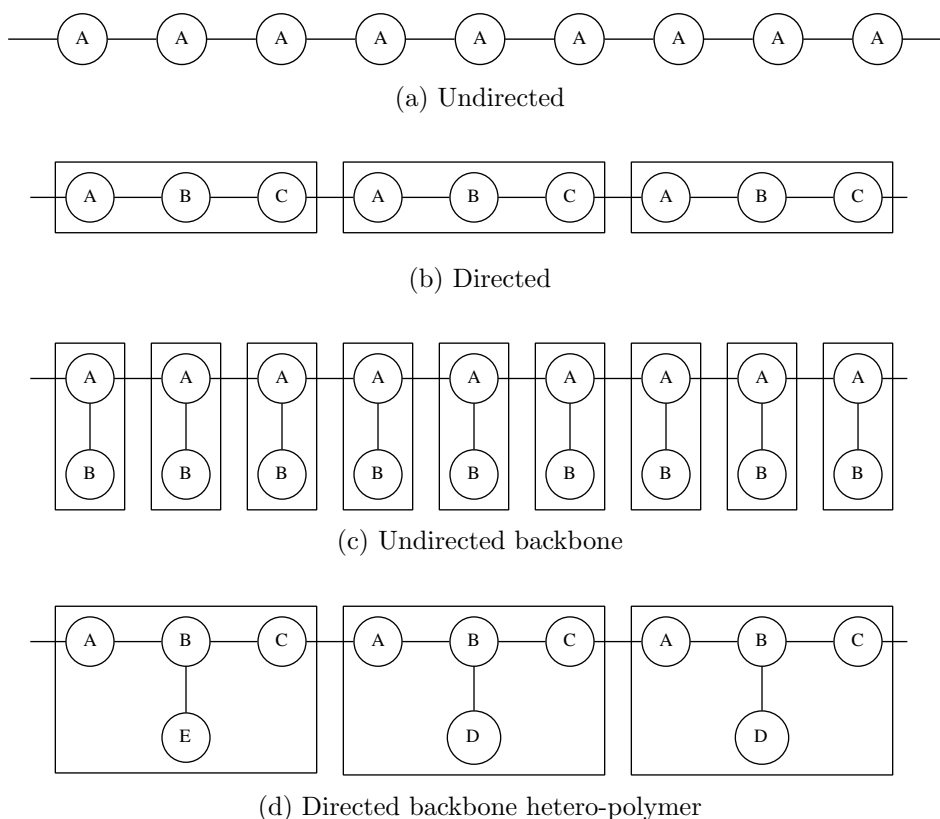 A A A A A A A A A
(a) Undirected
A B C A B C A B C
(b) Directed
A A A A A A A A A
B B B B B B B B B
(c) Undirected backbone
A B C A B C A B C
E D D
(d) Directed backbone hetero-polymer